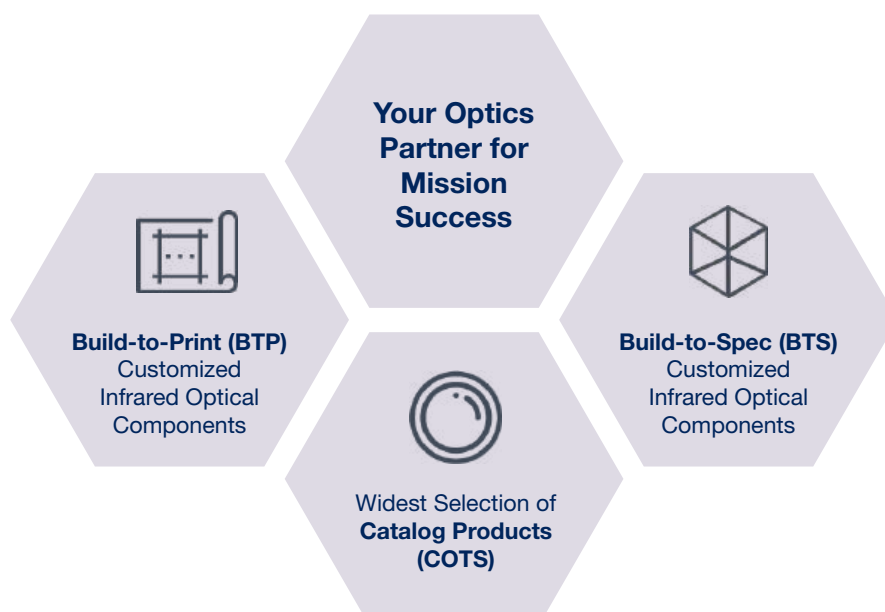 Your Optics
Partner for
Mission
Success
Build-to-Print (BTP)
Customized
Infrared Optical
Components
Build-to-Spec (BTS)
Customized
Infrared Optical
Components
Widest Selection of
Catalog Products
(COTS)